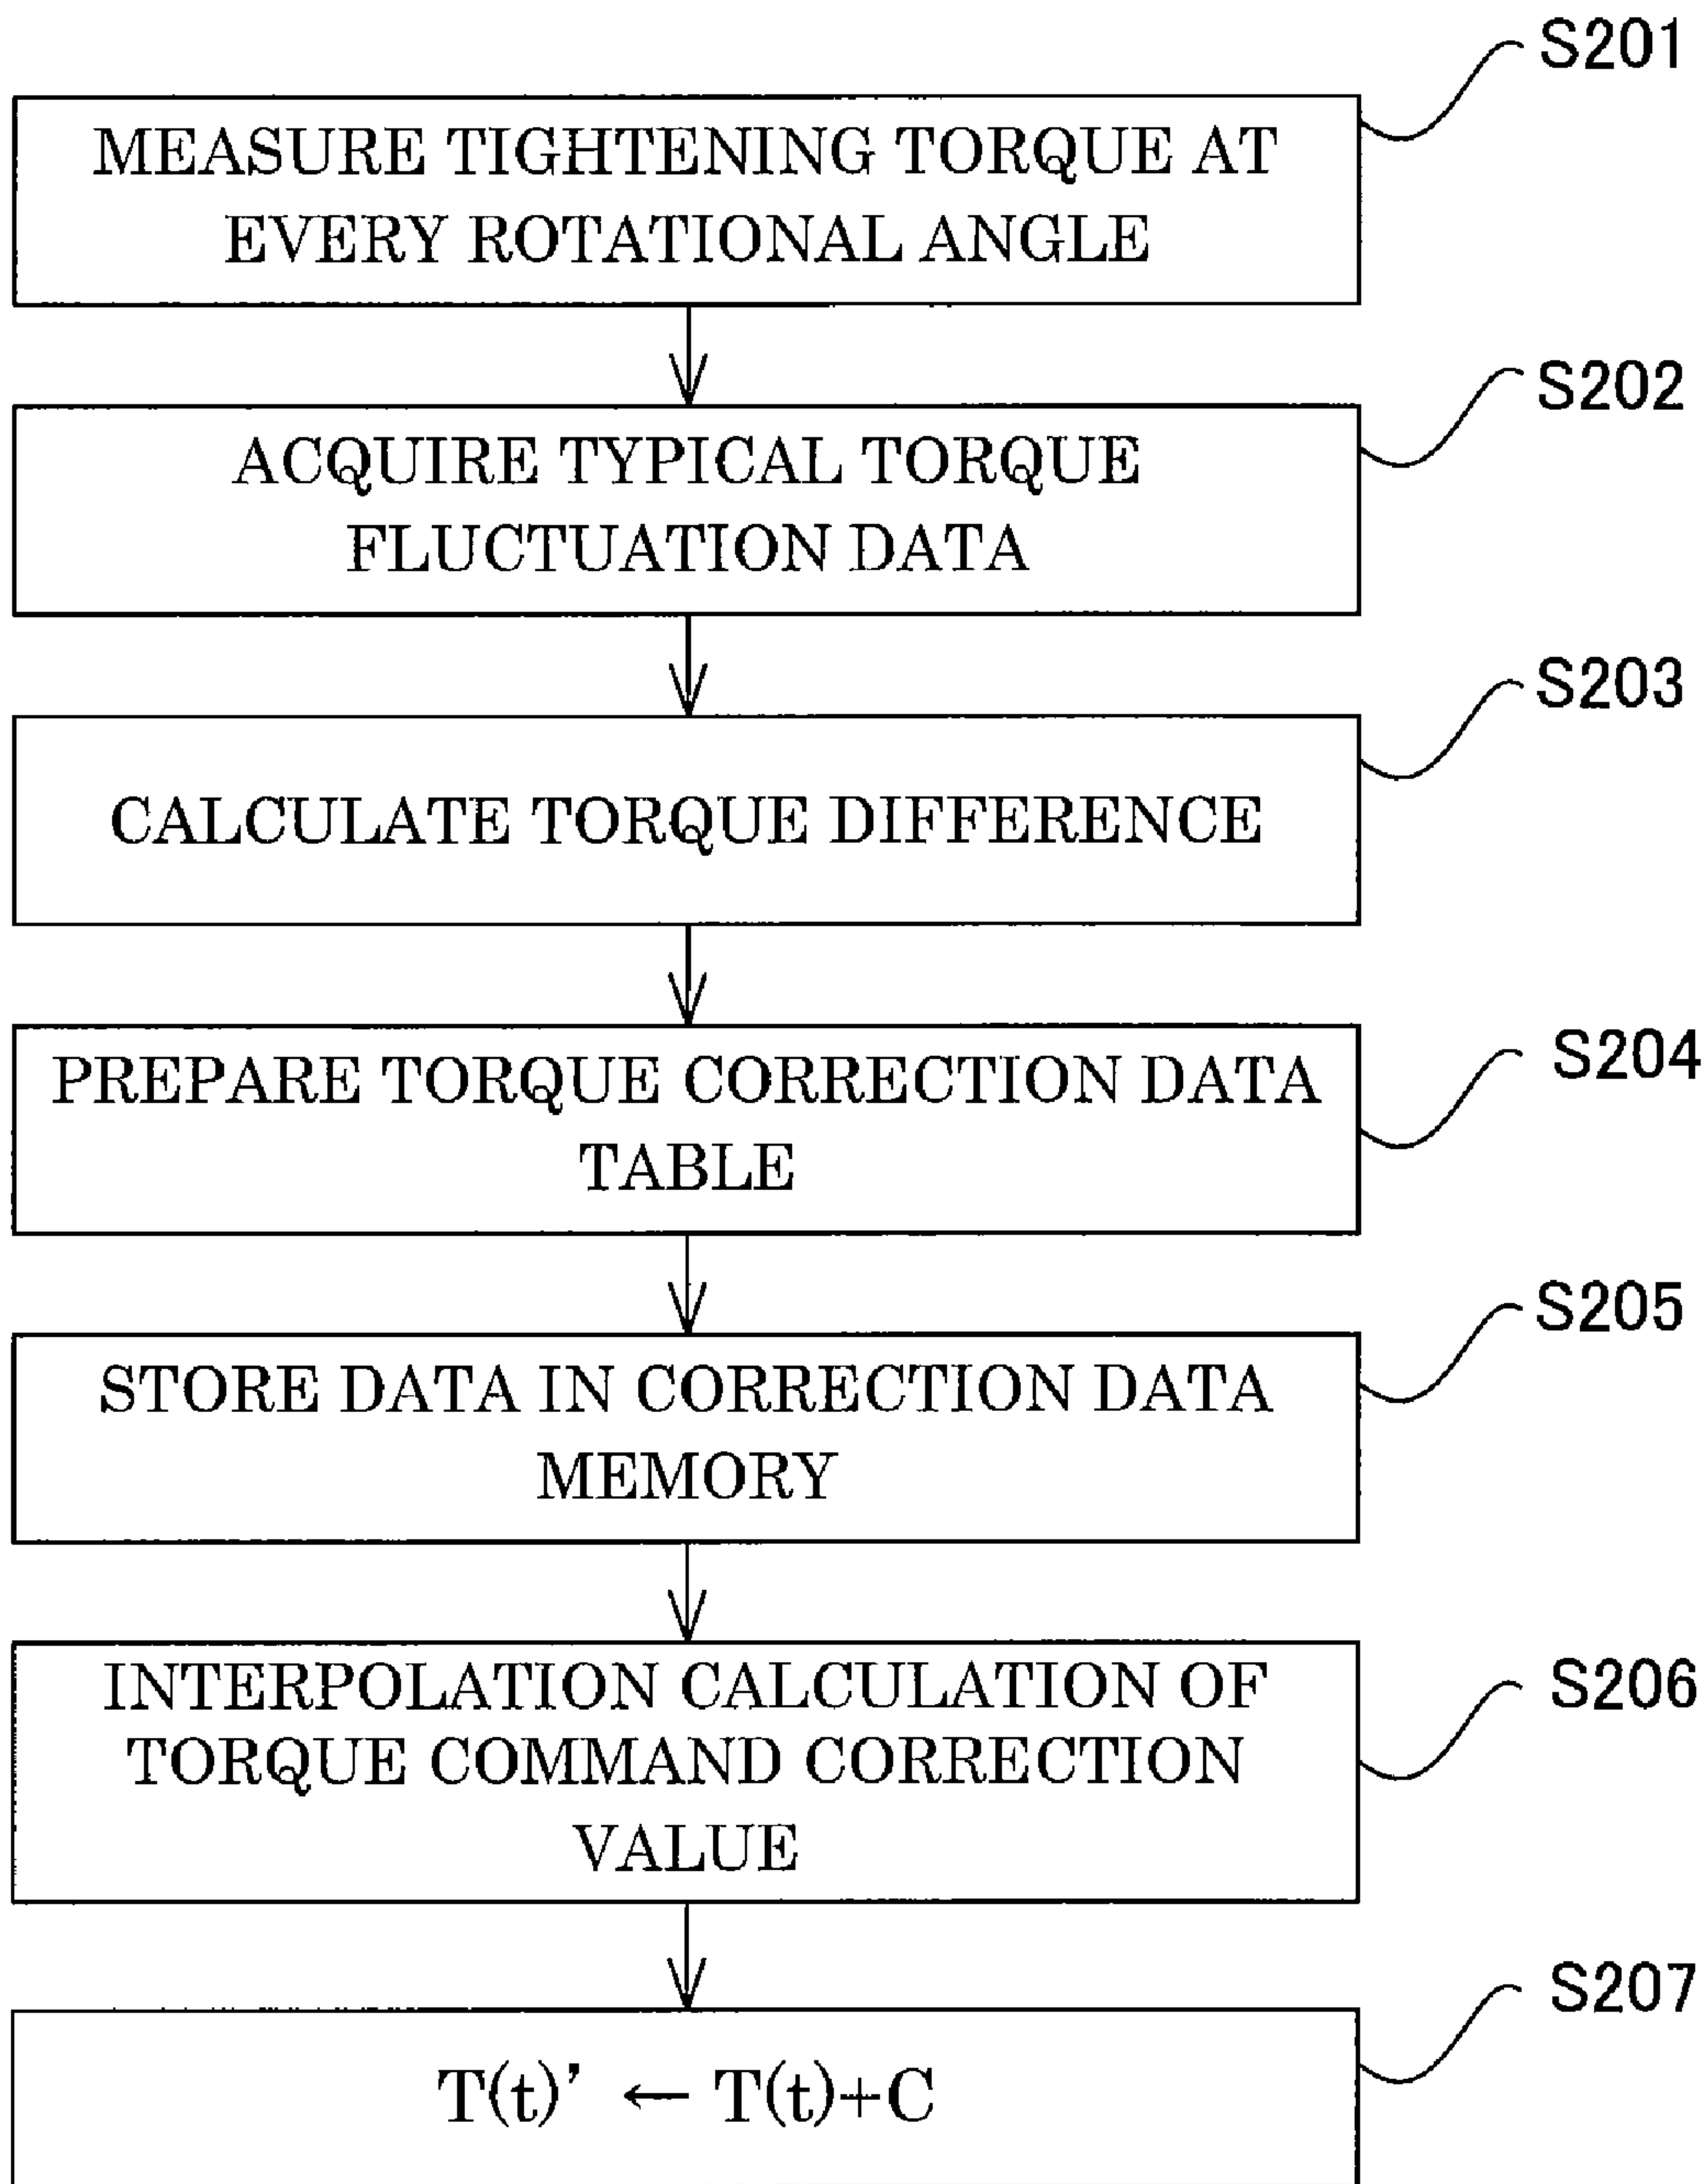 S201
MEASURE TIGHTENING TORQUE AT
EVERY ROTATIONAL ANGLE
S202
ACQUIRE TYPICAL TORQUE
FLUCTUATION DATA
S203
CALCULATE TORQUE DIFFERENCE
S204
PREPARE TORQUE CORRECTION DATA
TABLE
S205
STORE DATA IN CORRECTION DATA
MEMORY
S206
INTERPOLATION CALCULATION OF
TORQUE COMMAND CORRECTION
VALUE
S207
T(t)’ ← T(t)+C